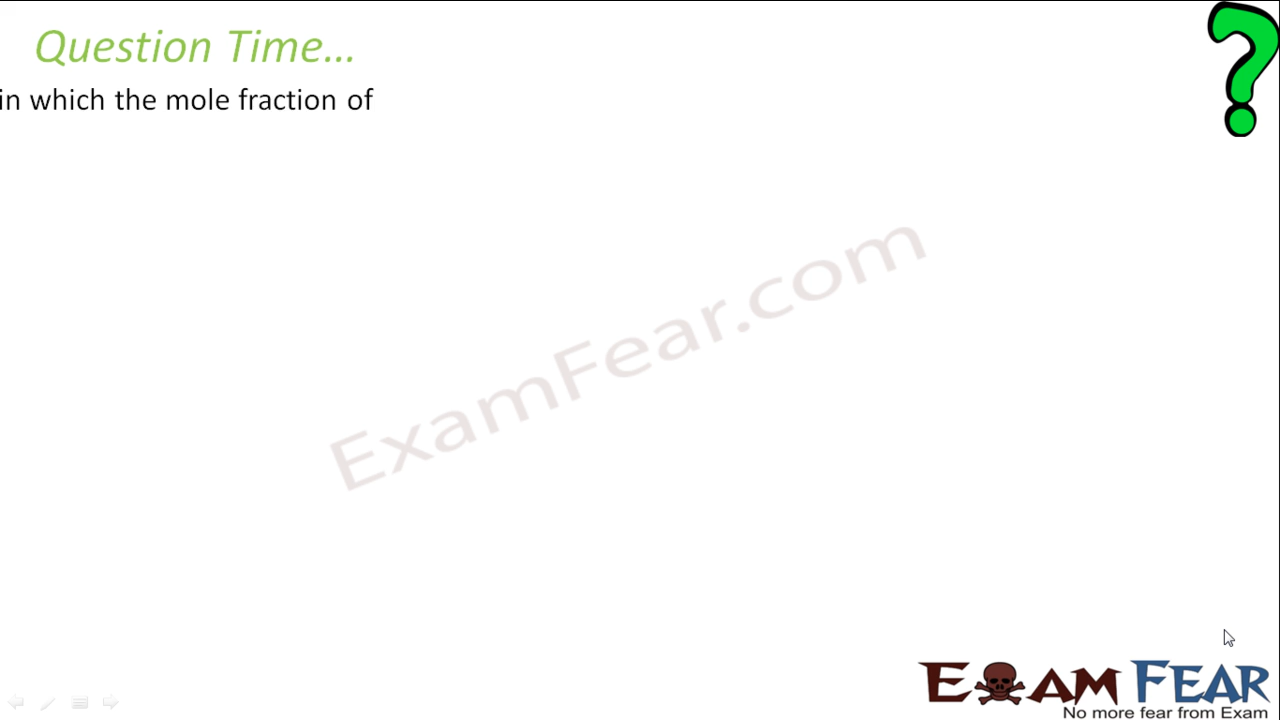 Question Time...
in which the mole fraction of
ExamFear.com
EXAM FEAR
No more fear from Exam